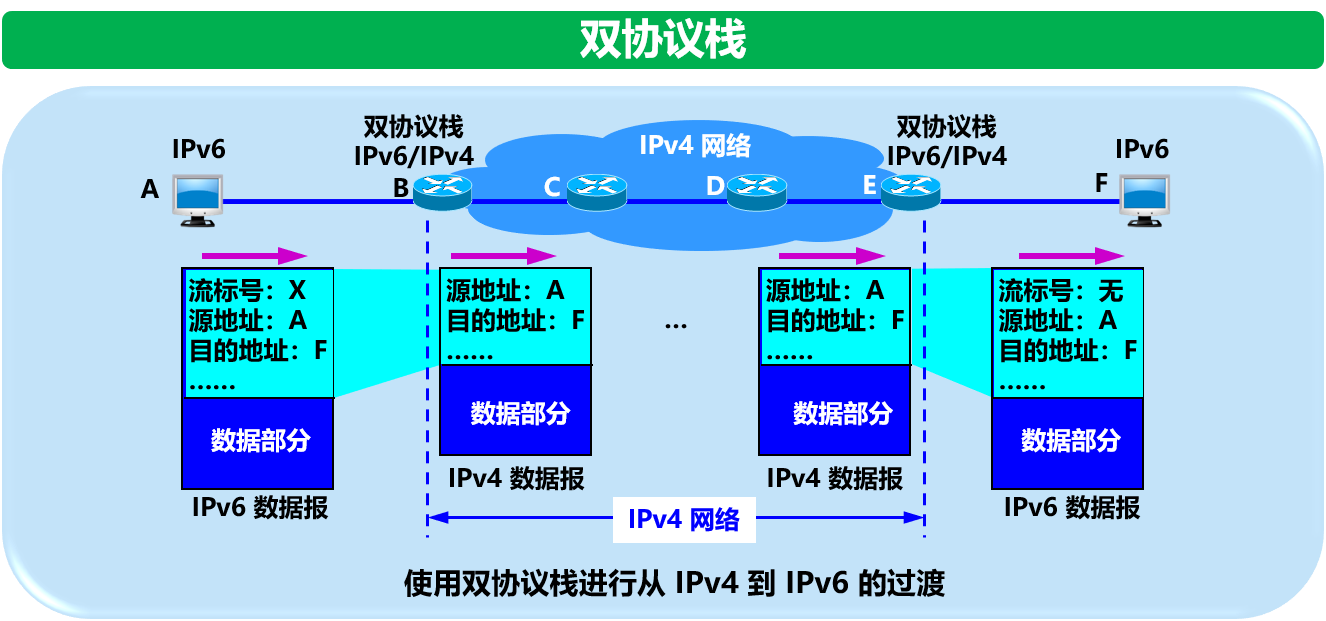 双协议栈
双协议栈
IPv6/IPv4
IPv4 网络
双协议栈
IPv6/IPv4
IPv6
IPv6
A
B
C
D
E
F
流标号：X
源地址：A
目的地址：F
……
数据部分
IPv6 数据报
源地址：A
目的地址：F
……
数据部分
IPv4 数据报
…
源地址：A
目的地址：F
……
数据部分
IPv4 数据报
流标号：无
源地址：A
目的地址：F
……
数据部分
IPv6 数据报
IPv4 网络
使用双协议栈进行从 IPv4 到 IPv6 的过渡